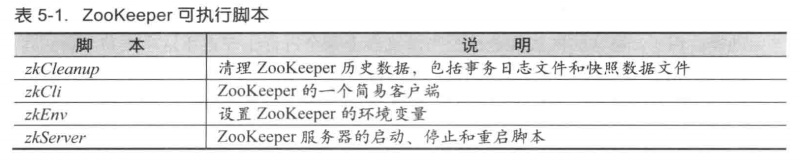 表 5-1. ZooKeeper 可执行脚本
脚 本 说 明
zkCleanup 清理 ZooKeeper 历史数据，包括事务日志文件和快照数据文件
zkCli ZooKeeper 的一个简易客户端
zkEnv 设置 ZooKeeper 的环境变量
zkServer ZooKeeper 服务器的启动、停止和重启脚本